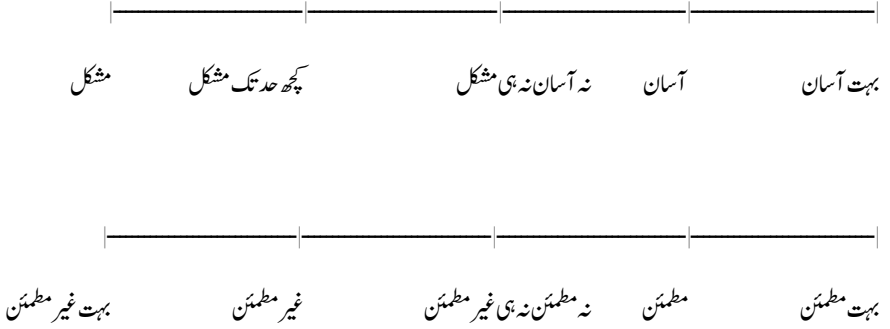 بہت آسان آسان نہ آسان نہ ہی مشکل کچھ حد تک مشکل مشکل
بہت مطمئن مطمئن نہ مطمئن نہ ہی غیر مطمئن غیر مطمئن بہت غیر مطمئن